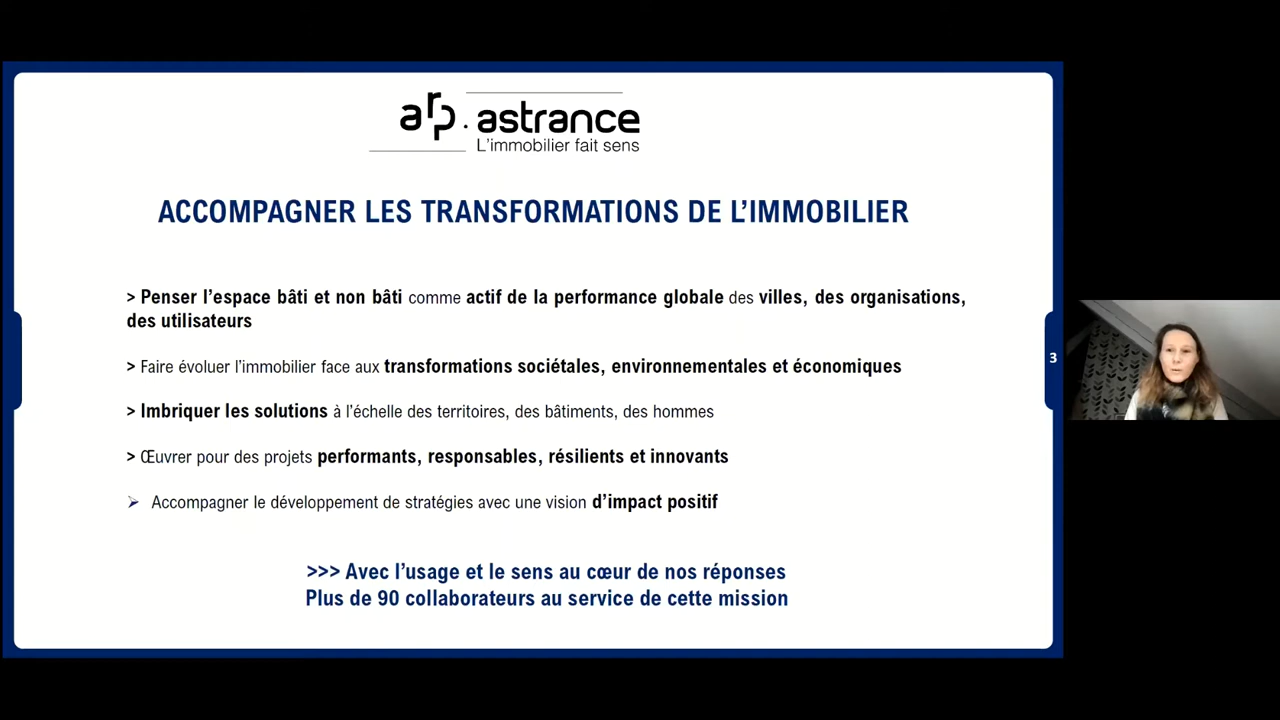 arp. astrance
L'immobilier fait sens
ACCOMPAGNER LES TRANSFORMATIONS DE L'IMMOBILIER
> Penser l'espace bâti et non bâti comme actif de la performance globale des villes, des organisations,
des utilisateurs
> Faire évoluer l'immobilier face aux transformations sociétales, environnementales et économiques
> Imbriquer les solutions à l'échelle des territoires, des bâtiments, des hommes
> Œuvrer pour des projets performants, responsables, résilients et innovants
➢ Accompagner le développement de stratégies avec une vision d'impact positif
>>> Avec l'usage et le sens au cœur de nos réponses
Plus de 90 collaborateurs au service de cette mission
3